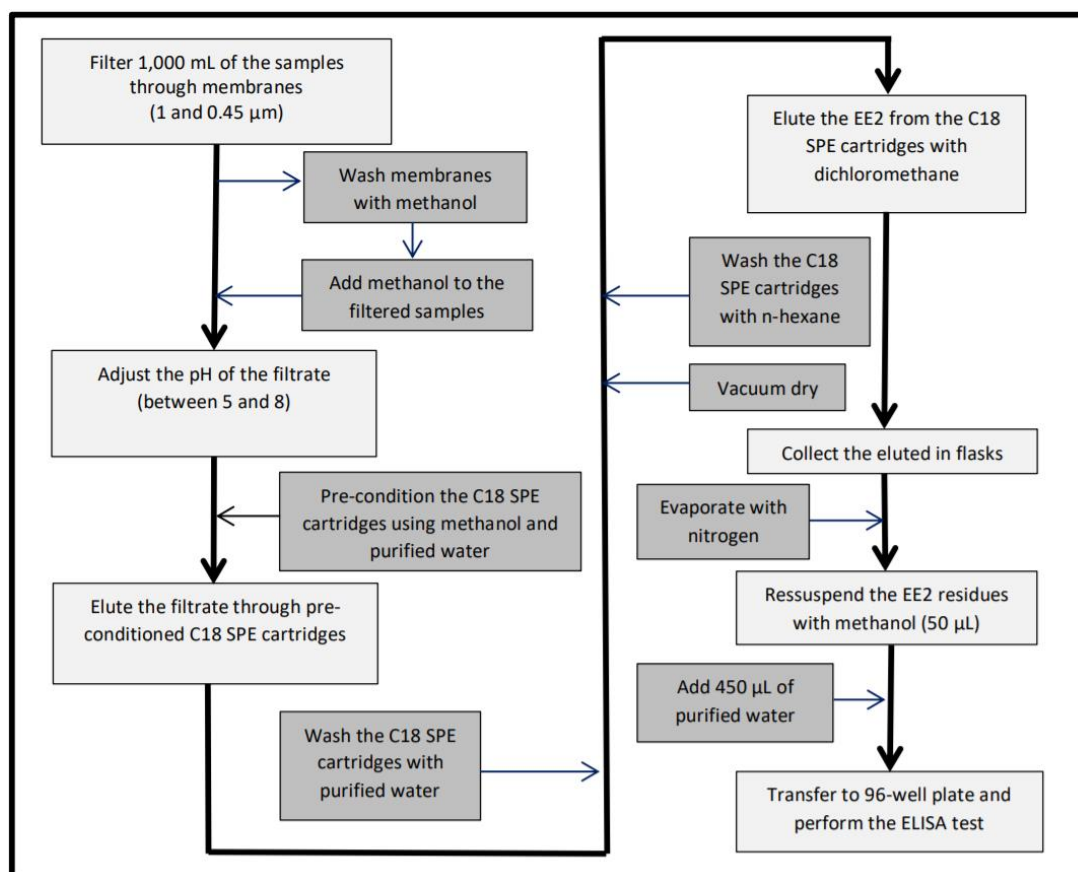 Filter 1,000 mL of the samples
through membranes
(1 and 0.45 µm)
Wash membranes
with methanol
Add methanol to the
filtered samples
Adjust the pH of the filtrate
(between 5 and 8)
Pre-condition the C18 SPE
cartridges using methanol and
purified water
Elute the filtrate through pre-
conditioned C18 SPE cartridges
Wash the C18 SPE
cartridges with
purified water
Vacuum dry
Wash the C18
SPE cartridges
with n-hexane
Elute the EE2 from the C18
SPE cartridges with
dichloromethane
Collect the eluted in flasks
Evaporate with
nitrogen
Ressuspend the EE2 residues
with methanol (50 µL)
Add 450 µL of
purified water
Transfer to 96-well plate and
perform the ELISA test